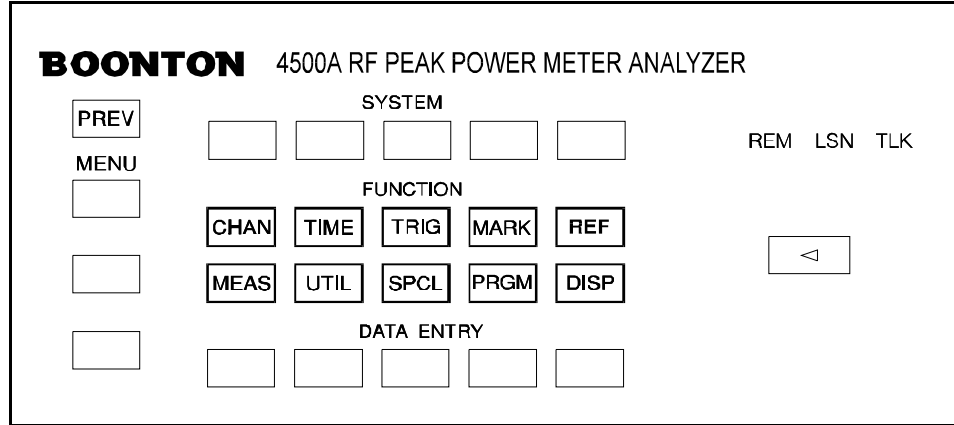 BOONTON 4500A RF PEAK POWER METER ANALYZER
SYSTEM
PREV
REM LSN TLK
MENU
FUNCTION
CHAN TIME TRIG MARK REF
MEAS UTIL SPCL PRGM DISP
DATA ENTRY